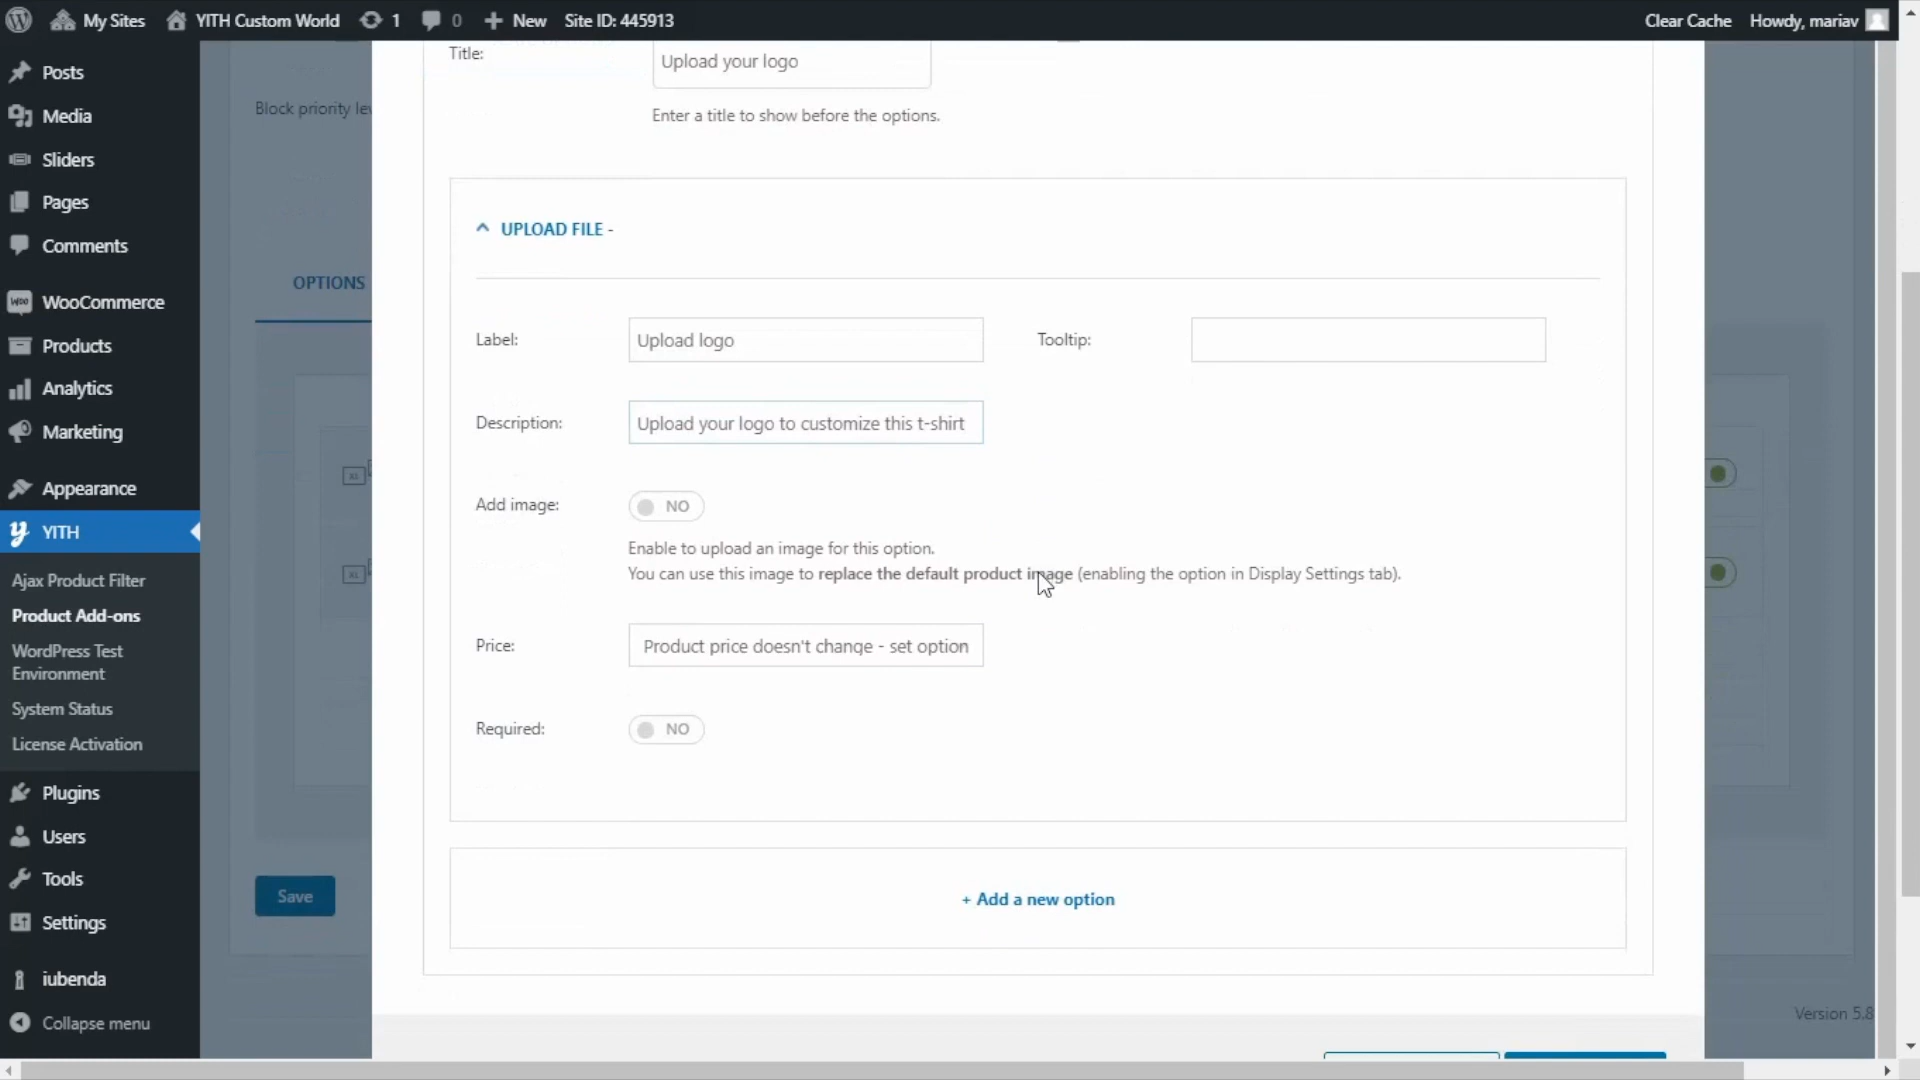 My Sites
YITH Custom World
1
0
New
Site ID: 445913
Clear Cache
Howdy, mariav
Posts
Media
Sliders
Pages
Comments
WooCommerce
Products
Analytics
Marketing
Appearance
YITH
Ajax Product Filter
Product Add-ons
WordPress Test
Environment
System Status
License Activation
Plugins
Users
Tools
Settings
iubenda
Collapse menu
Block priority lev
OPTIONS
Save
Title:
Upload your logo
Enter a title to show before the options.
UPLOAD FILE -
Label:
Upload logo
Tooltip:
Description:
Upload your logo to customize this t-shirt
Add image:
NO
Enable to upload an image for this option.
You can use this image to replace the default product image (enabling the option in Display Settings tab).
Price:
Product price doesn't change - set option
Required:
NO
+ Add a new option
Version 5.8